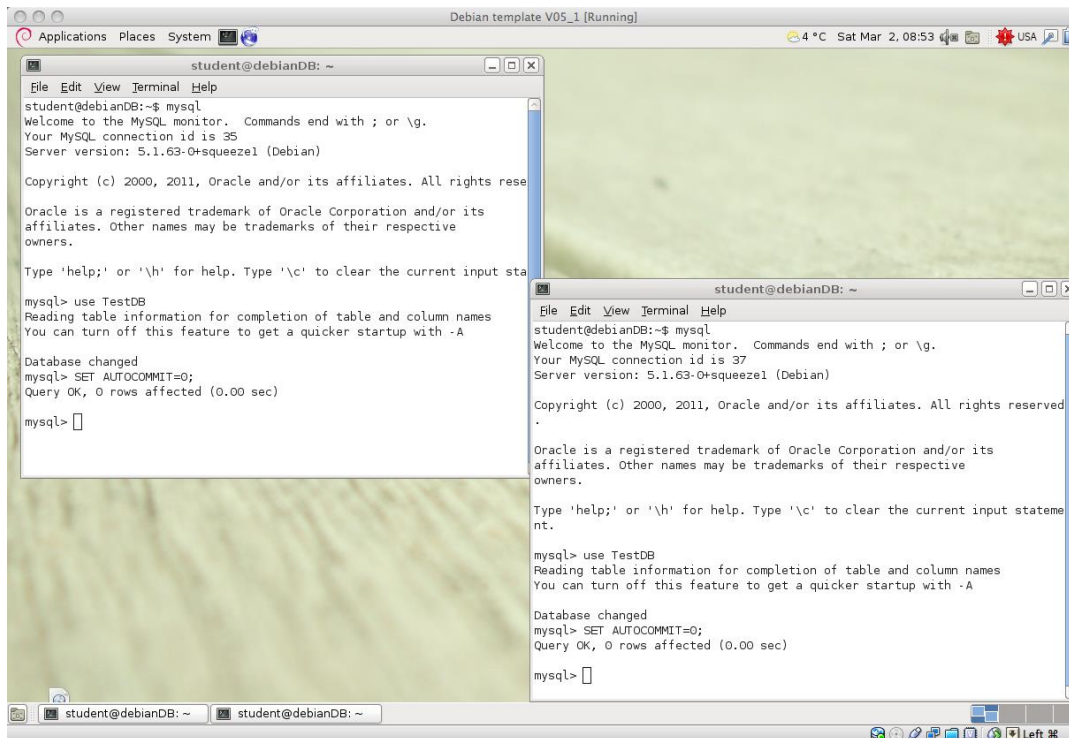 Debian template V05_1 [Running]
Applications Places System 4 °C Sat Mar 2, 08:53 USA
student@debianDB: ~
File Edit View Terminal Help
student@debianDB:~$ mysql
Welcome to the MySQL monitor.  Commands end with ; or \g.
Your MySQL connection id is 35
Server version: 5.1.63-0+squeeze1 (Debian)
Copyright (c) 2000, 2011, Oracle and/or its affiliates. All rights rese
Oracle is a registered trademark of Oracle Corporation and/or its
affiliates. Other names may be trademarks of their respective
owners.
Type 'help;' or '\h' for help. Type '\c' to clear the current input sta
mysql> use TestDB
Reading table information for completion of table and column names
You can turn off this feature to get a quicker startup with -A
Database changed
mysql> SET AUTOCOMMIT=0;
Query OK, 0 rows affected (0.00 sec)
mysql>
student@debianDB: ~
File Edit View Terminal Help
student@debianDB:~$ mysql
Welcome to the MySQL monitor.  Commands end with ; or \g.
Your MySQL connection id is 37
Server version: 5.1.63-0+squeeze1 (Debian)
Copyright (c) 2000, 2011, Oracle and/or its affiliates. All rights reserved
.
Oracle is a registered trademark of Oracle Corporation and/or its
affiliates. Other names may be trademarks of their respective
owners.
Type 'help;' or '\h' for help. Type '\c' to clear the current input stateme
nt.
mysql> use TestDB
Reading table information for completion of table and column names
You can turn off this feature to get a quicker startup with -A
Database changed
mysql> SET AUTOCOMMIT=0;
Query OK, 0 rows affected (0.00 sec)
mysql>
student@debianDB: ~ student@debianDB: ~
Left ⌘